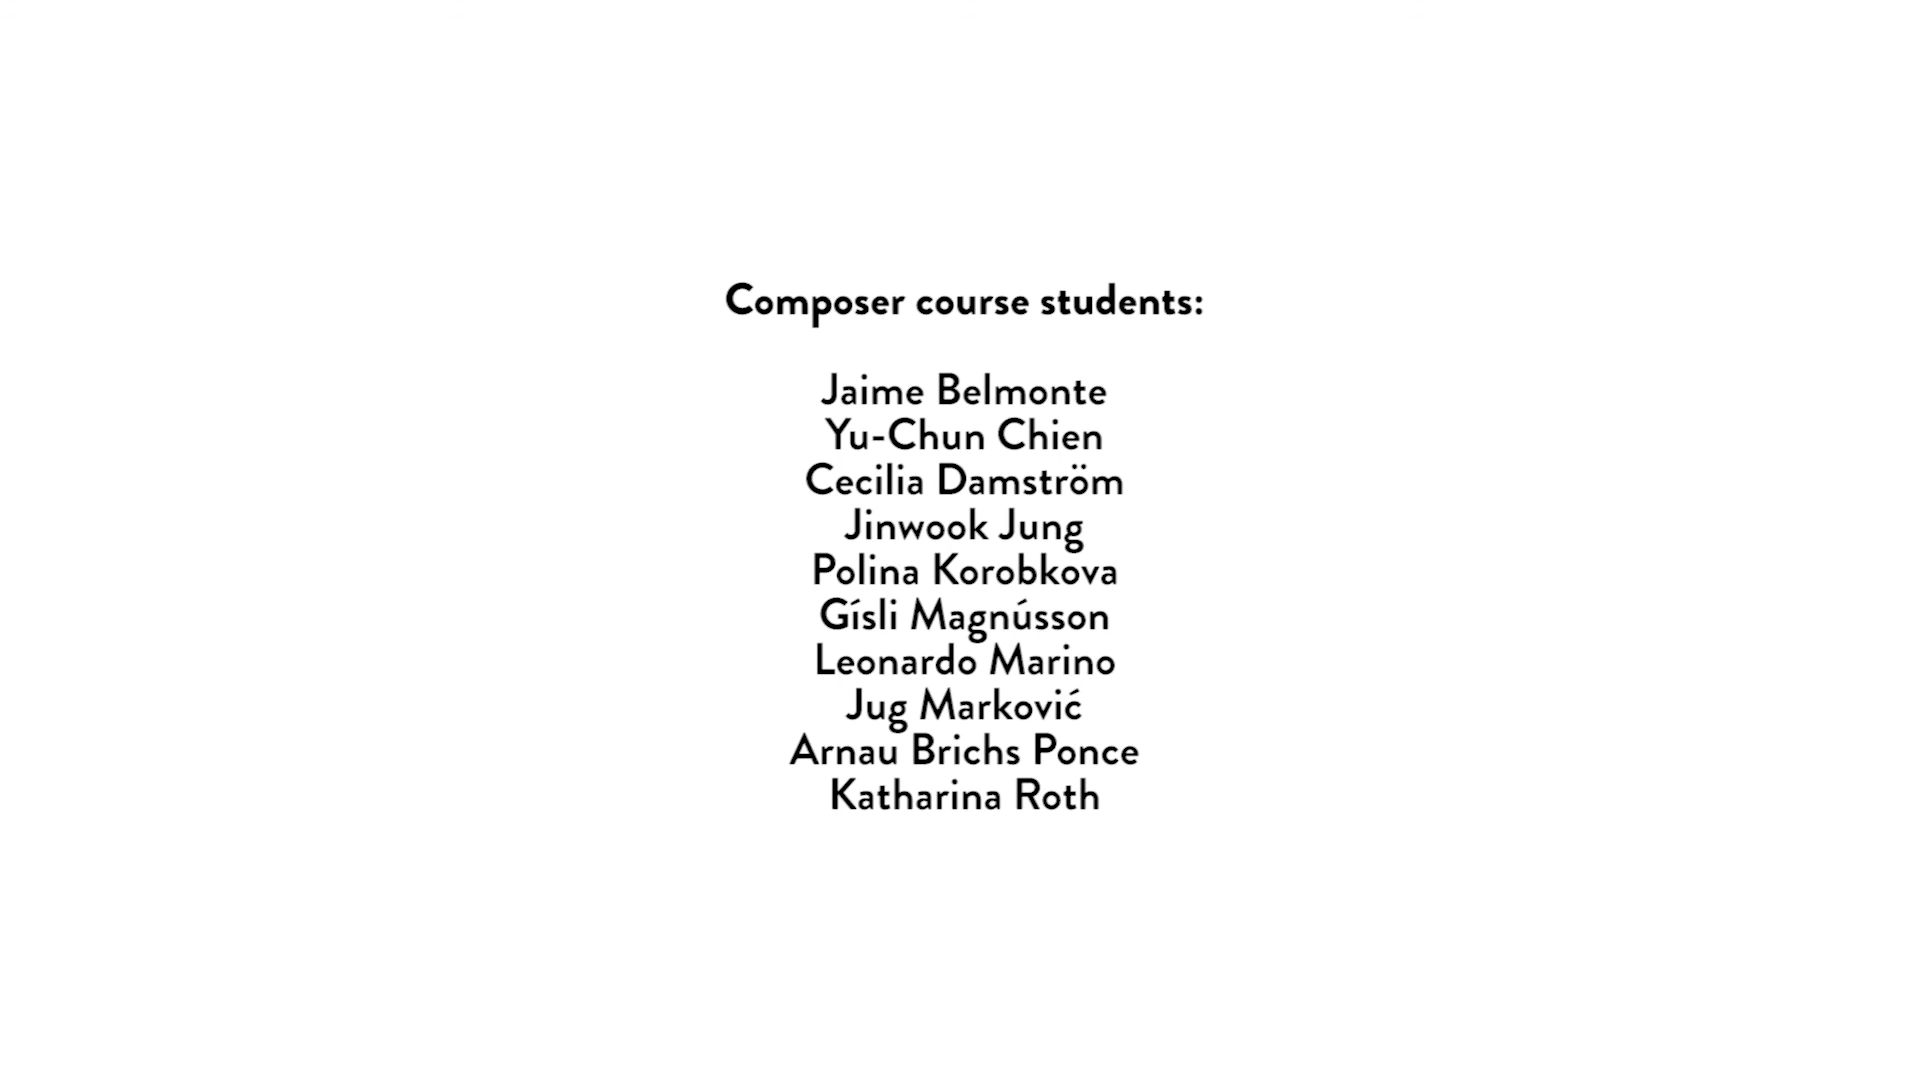 Composer course students:
Jaime Belmonte
Yu-Chun Chien
Cecilia Damström
Jinwook Jung
Polina Korobkova
Gísli Magnússon
Leonardo Marino
Jug Marković
Arnau Brichs Ponce
Katharina Roth